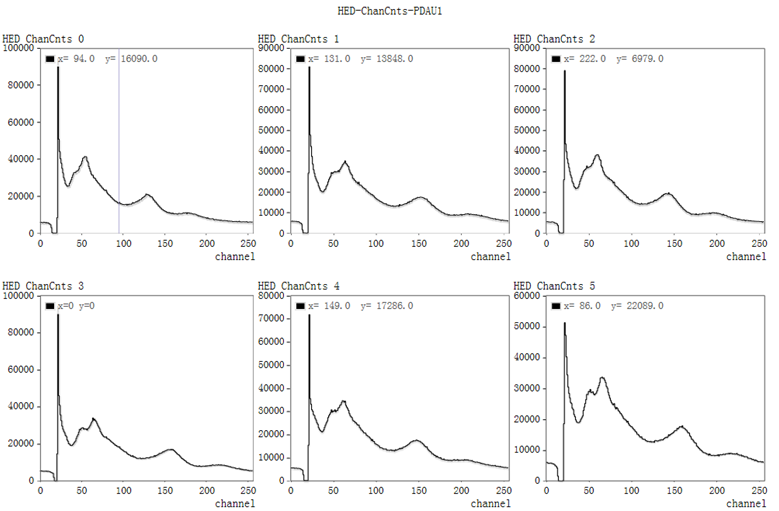 HED-ChanCnts-PDAU1
HED ChanCnts 0
x= 94.0 y= 16090.0
100000
80000
60000
40000
20000
0
0 50 100 150 200 250
channel
HED ChanCnts 1
x= 131.0 y= 13848.0
90000
80000
70000
60000
50000
40000
30000
20000
10000
0
0 50 100 150 200 250
channel
HED ChanCnts 2
x= 222.0 y= 6979.0
90000
80000
70000
60000
50000
40000
30000
20000
10000
0
0 50 100 150 200 250
channel
HED ChanCnts 3
x=0 y=0
100000
80000
60000
40000
20000
0
0 50 100 150 200 250
channel
HED ChanCnts 4
x= 149.0 y= 17286.0
80000
70000
60000
50000
40000
30000
20000
10000
0
0 50 100 150 200 250
channel
HED ChanCnts 5
x= 86.0 y= 22089.0
60000
50000
40000
30000
20000
10000
0
0 50 100 150 200 250
channel